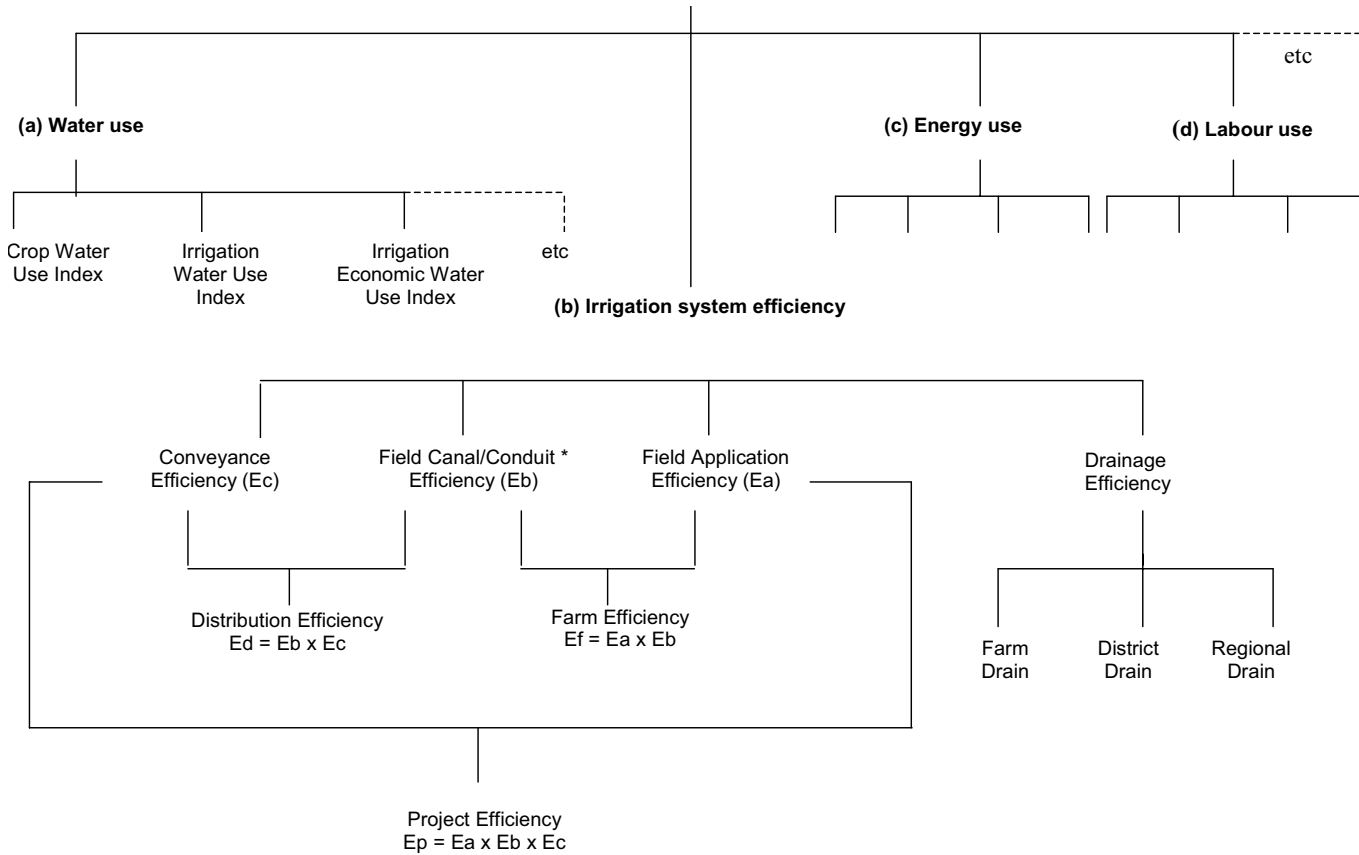 etc
(a) Water use
(c) Energy use
(d) Labour use
Crop Water
Use Index
Irrigation
Water Use
Index
Irrigation
Economic Water
Use Index
etc
(b) Irrigation system efficiency
Conveyance
Efficiency (Ec)
Field Canal/Conduit *
Efficiency (Eb)
Field Application
Efficiency (Ea)
Drainage
Efficiency
Distribution Efficiency
Ed = Eb x Ec
Farm Efficiency
Ef = Ea x Eb
Farm
Drain
District
Drain
Regional
Drain
Project Efficiency
Ep = Ea x Eb x Ec